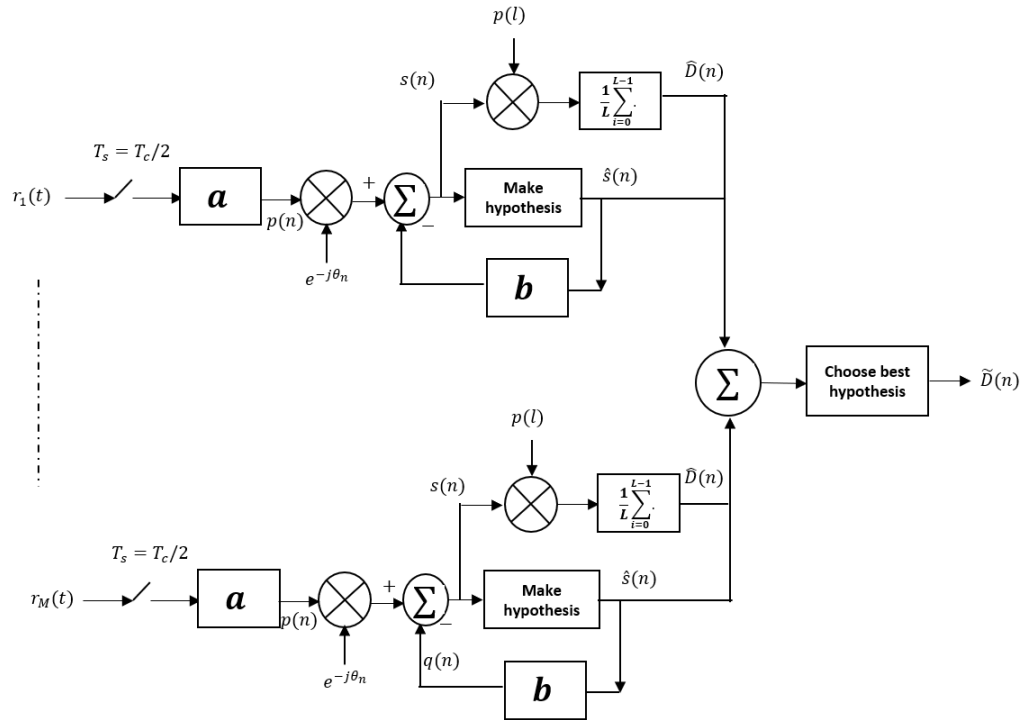 p(l)
s(n)
D̂(n)
1/L ∑_{i=0}^{L-1} .
T_s = T_c/2
r_1(t)
a
p(n)
e^{-jθ_n}
+
∑
−
Make
hypothesis
ŝ(n)
b
∑
Choose best
hypothesis
D̃(n)
p(l)
s(n)
D̂(n)
1/L ∑_{i=0}^{L-1} .
T_s = T_c/2
r_M(t)
a
p(n)
e^{-jθ_n}
+
∑
−
Make
hypothesis
ŝ(n)
q(n)
b